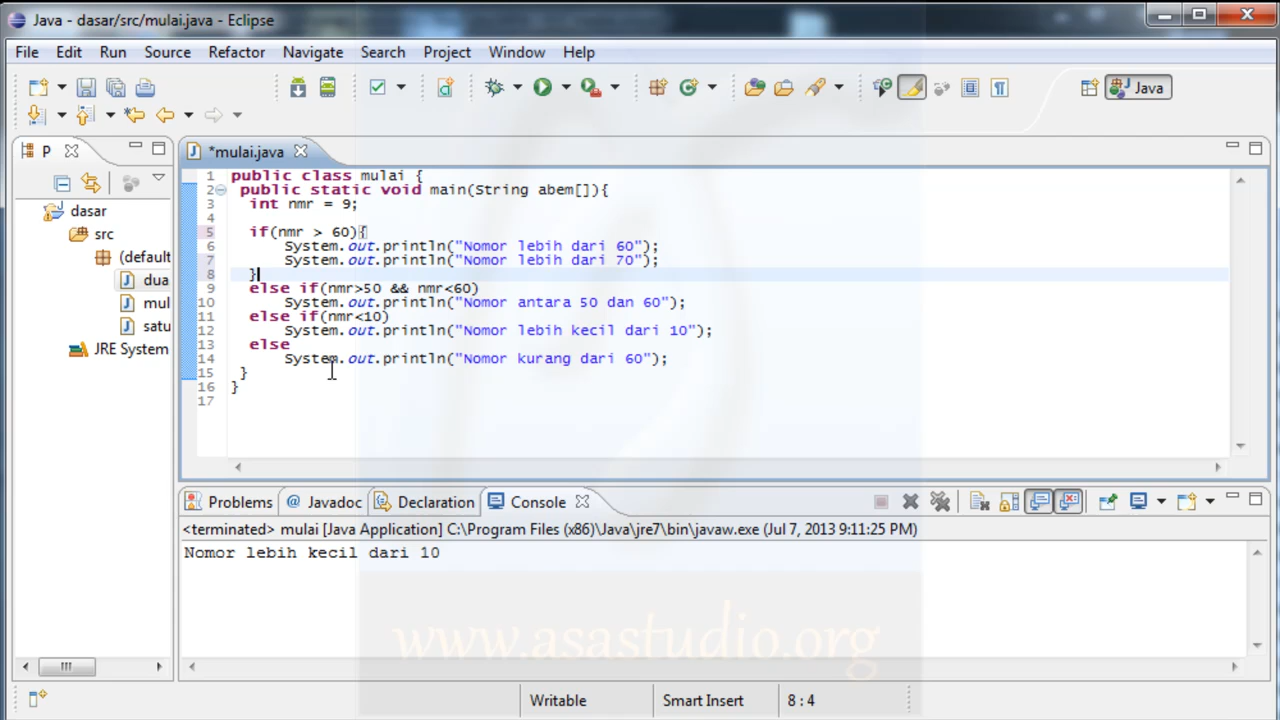 Java - dasar/src/mulai.java - Eclipse
File Edit Run Source Refactor Navigate Search Project Window Help
Java
P
*mulai.java
dasar
src
(default
dua
mul
satu
JRE System
1 public class mulai {
2 public static void main(String abem[]){
3 int nmr = 9;
4
5 if(nmr > 60){
6 System.out.println("Nomor lebih dari 60");
7 System.out.println("Nomor lebih dari 70");
8 }
9 else if(nmr>50 && nmr<60)
10 System.out.println("Nomor antara 50 dan 60");
11 else if(nmr<10)
12 System.out.println("Nomor lebih kecil dari 10");
13 else
14 System.out.println("Nomor kurang dari 60");
15 }
16 }
17
Problems @ Javadoc Declaration Console
<terminated> mulai [Java Application] C:\Program Files (x86)\Java\jre7\bin\javaw.exe (Jul 7, 2013 9:11:25 PM)
Nomor lebih kecil dari 10
www.asastudio.org
Writable Smart Insert 8 : 4